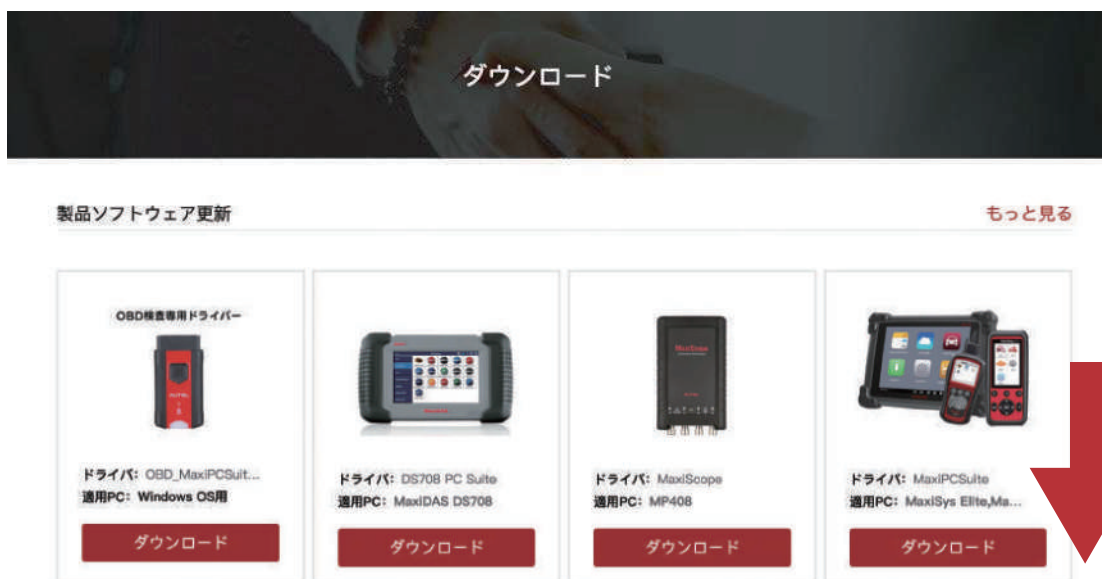 ダウンロード
製品ソフトウェア更新
もっと見る
OBD検査専用ドライバー
AUTEL
MaxiScope
ドライバ: OBD_MaxiPCSuit...
適用PC: Windows OS用
ダウンロード
ドライバ: DS708 PC Suite
適用PC: MaxiDAS DS708
ダウンロード
ドライバ: MaxiScope
適用PC: MP408
ダウンロード
ドライバ: MaxiPCSuite
適用PC: MaxiSys Elite,Ma...
ダウンロード